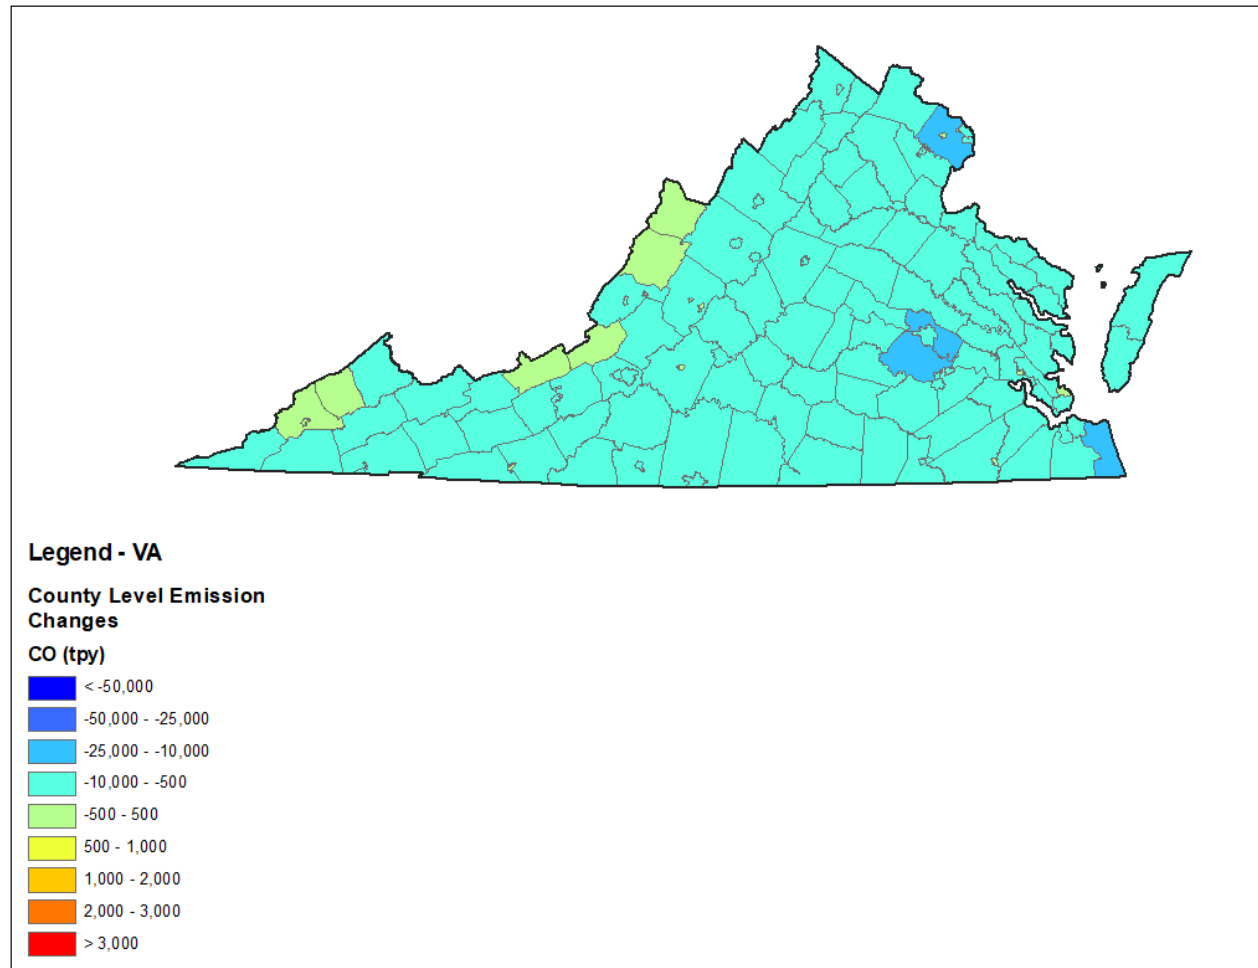 Legend - VA
County Level Emission
Changes
CO (tpy)
< -50,000
-50,000 - -25,000
-25,000 - -10,000
-10,000 - -500
-500 - 500
500 - 1,000
1,000 - 2,000
2,000 - 3,000
> 3,000